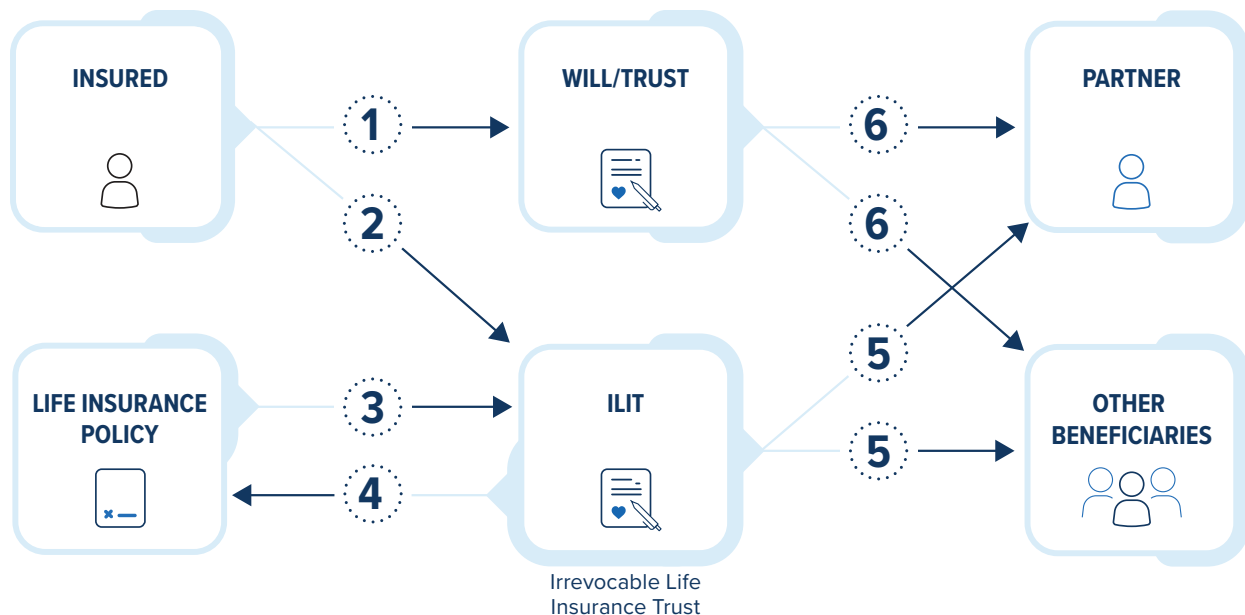 INSURED
WILL/TRUST
PARTNER
1
6
2
6
LIFE INSURANCE
POLICY
3
4
ILIT
5
5
OTHER
BENEFICIARIES
Irrevocable Life
Insurance Trust